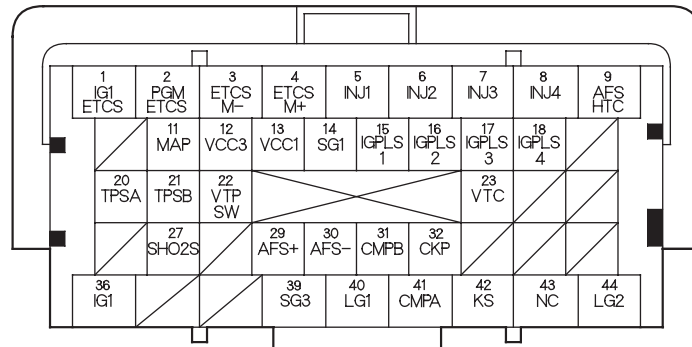 1 2 3 4 5 6 7 8 9
IG1 PGM ETCS ETCS INJ1 INJ2 INJ3 INJ4 AFS
ETCS ETCS M- M+ HTC
11 12 13 14 15 16 17 18
MAP VCC3 VCC1 SG1 IGPLS IGPLS IGPLS IGPLS
1 2 3 4
20 21 22 23
TPSA TPSB VTP VTC
SW
27 29 30 31 32
SHO2S AFS+ AFS- CMPB CKP
36 39 40 41 42 43 44
IG1 SG3 LG1 CMPA KS NC LG2